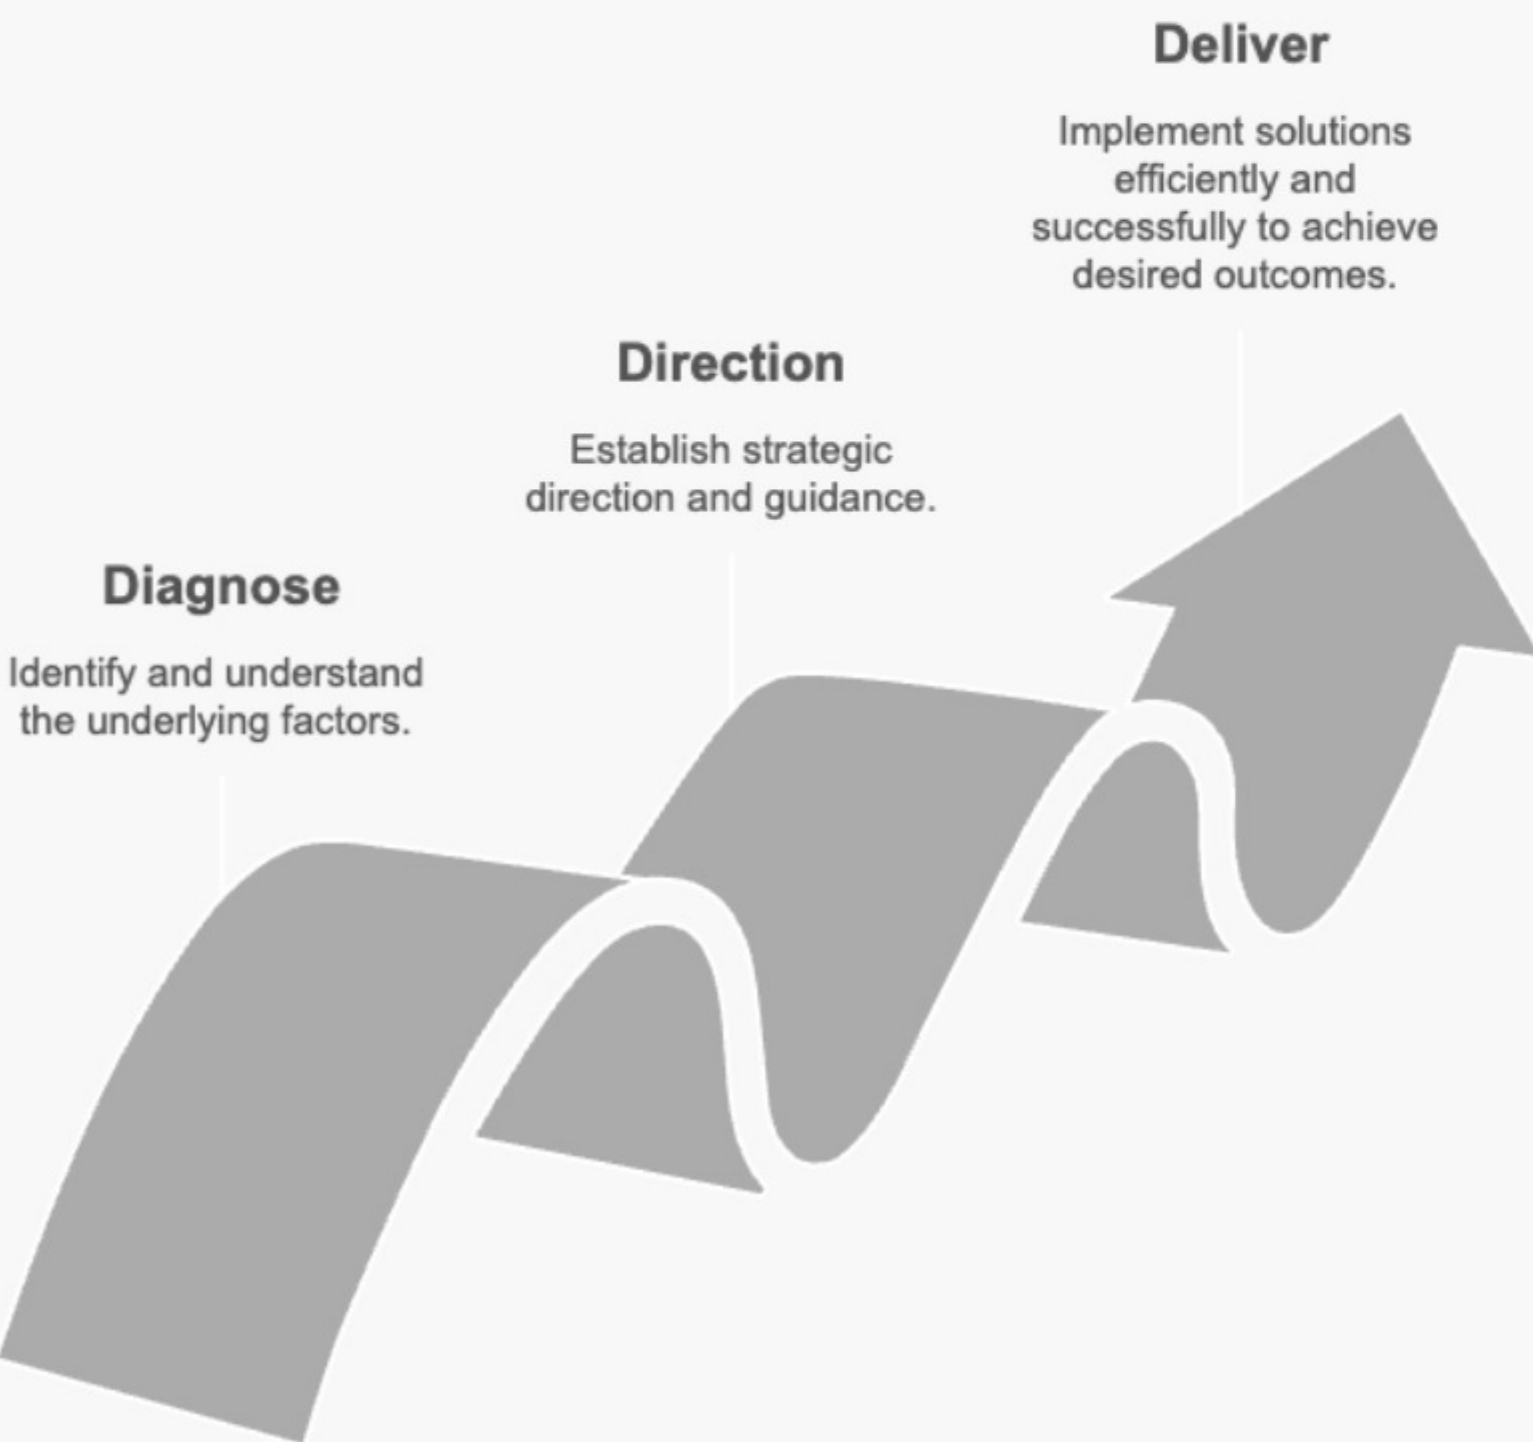 Deliver
Implement solutions
efficiently and
successfully to achieve
desired outcomes.
Direction
Establish strategic
direction and guidance.
Diagnose
Identify and understand
the underlying factors.